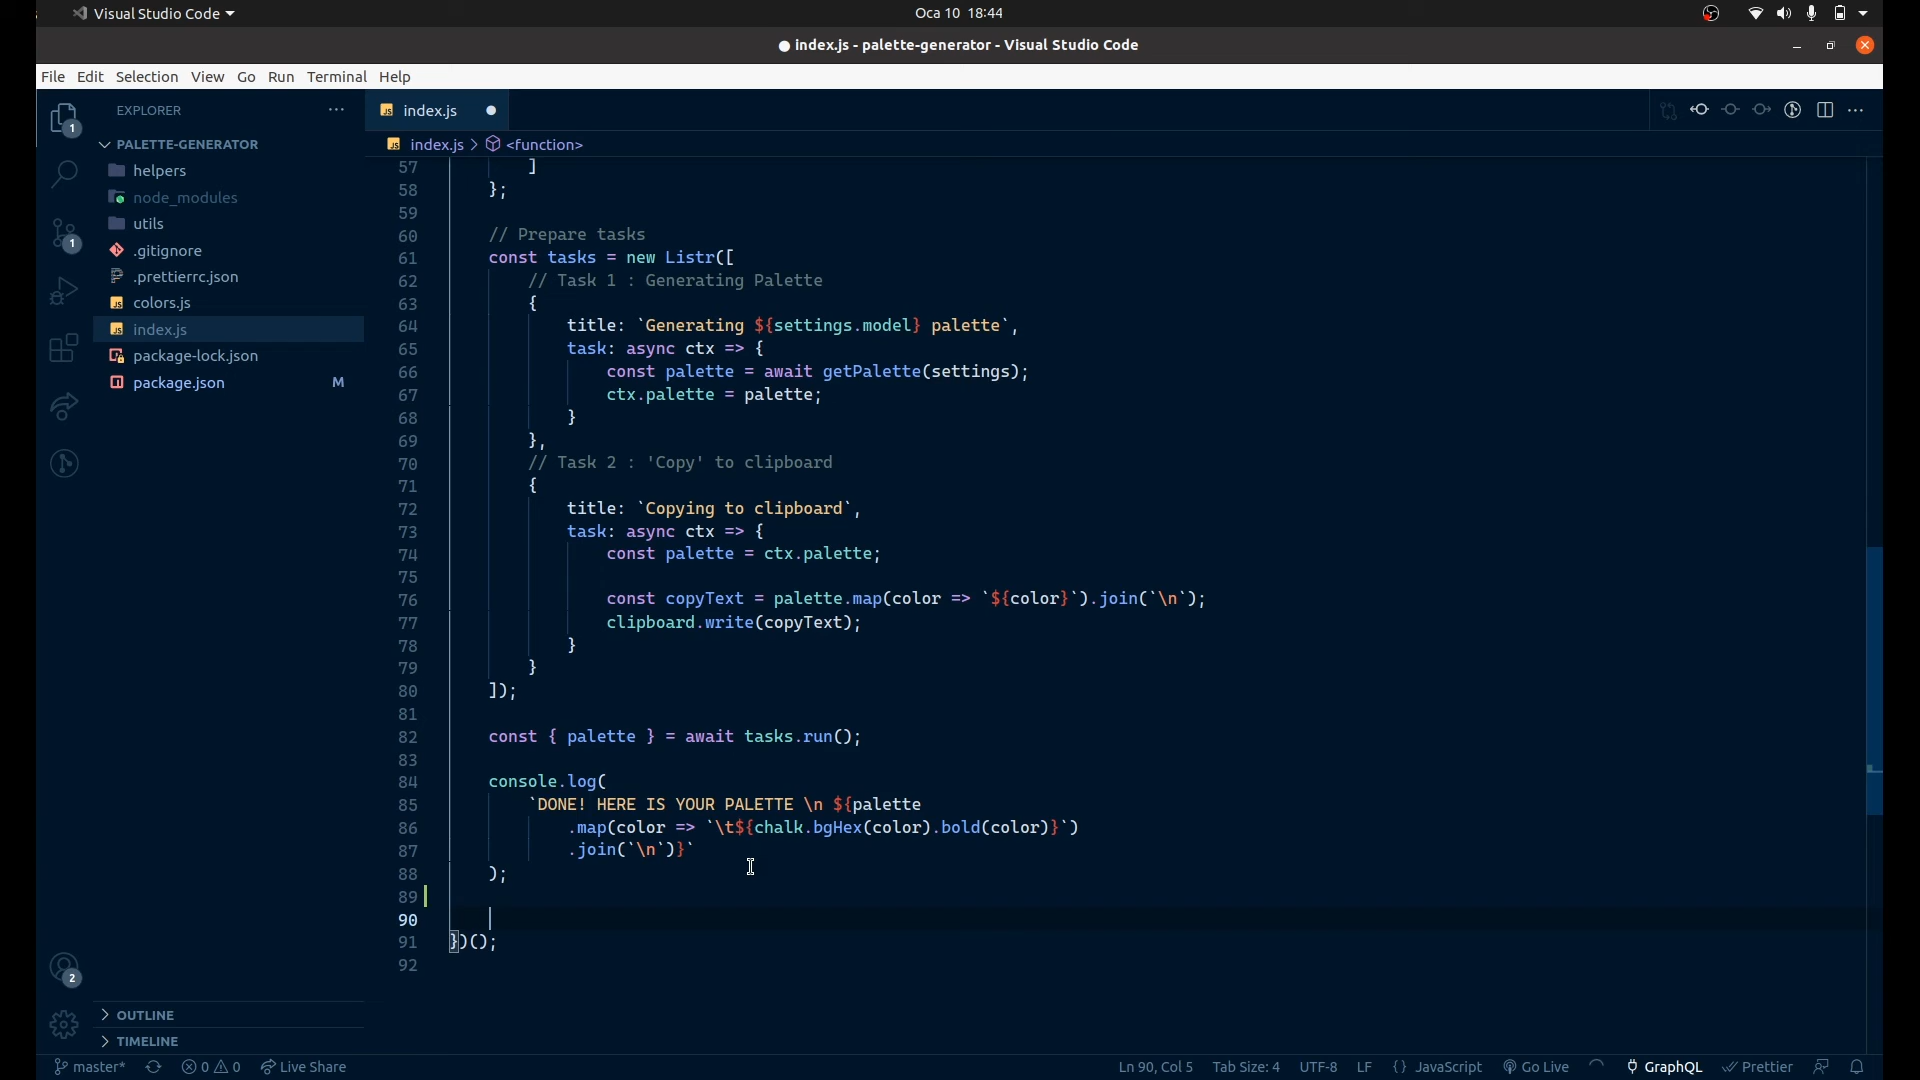 Visual Studio Code
Oca 10 18:44
● index.js - palette-generator - Visual Studio Code
File Edit Selection View Go Run Terminal Help
EXPLORER
PALETTE-GENERATOR
helpers
node_modules
utils
.gitignore
.prettierrc.json
colors.js
index.js
package-lock.json
package.json M
OUTLINE
TIMELINE
1
1
2
index.js
index.js > <function>
57 ]
58 };
59
60 // Prepare tasks
61 const tasks = new Listr([
62 // Task 1 : Generating Palette
63 {
64 title: `Generating ${settings.model} palette`,
65 task: async ctx => {
66 const palette = await getPalette(settings);
67 ctx.palette = palette;
68 }
69 },
70 // Task 2 : 'Copy' to clipboard
71 {
72 title: `Copying to clipboard`,
73 task: async ctx => {
74 const palette = ctx.palette;
75
76 const copyText = palette.map(color => `${color}`).join(`\n`);
77 clipboard.write(copyText);
78 }
79 }
80 ]);
81
82 const { palette } = await tasks.run();
83
84 console.log(
85 `DONE! HERE IS YOUR PALETTE \n ${palette
86 .map(color => `\t${chalk.bgHex(color).bold(color)}`)
87 .join(`\n`)}`
88 );
89
90
91 })();
92
master* 0 0 Live Share
Ln 90, Col 5 Tab Size: 4 UTF-8 LF {} JavaScript Go Live GraphQL Prettier